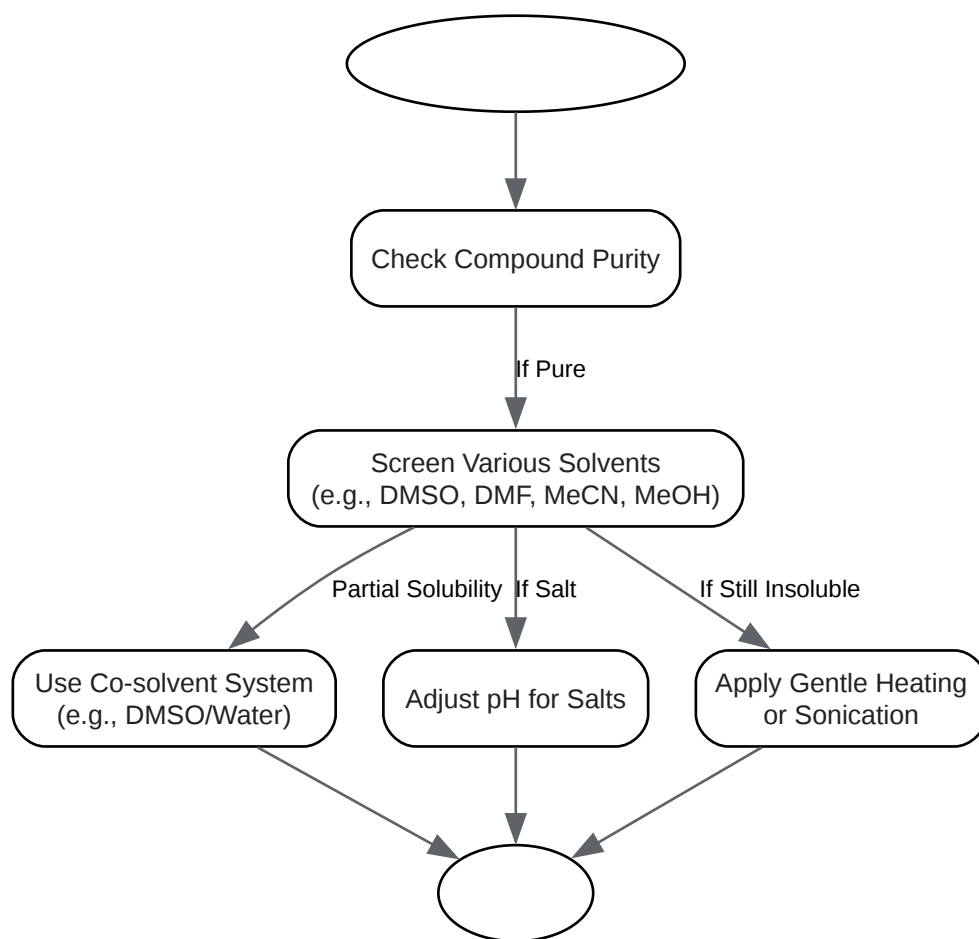 Check Compound Purity
If Pure
Screen Various Solvents
(e.g., DMSO, DMF, MeCN, MeOH)
Partial Solubility
If Salt
If Still Insoluble
Use Co-solvent System
(e.g., DMSO/Water)
Adjust pH for Salts
Apply Gentle Heating
or Sonication